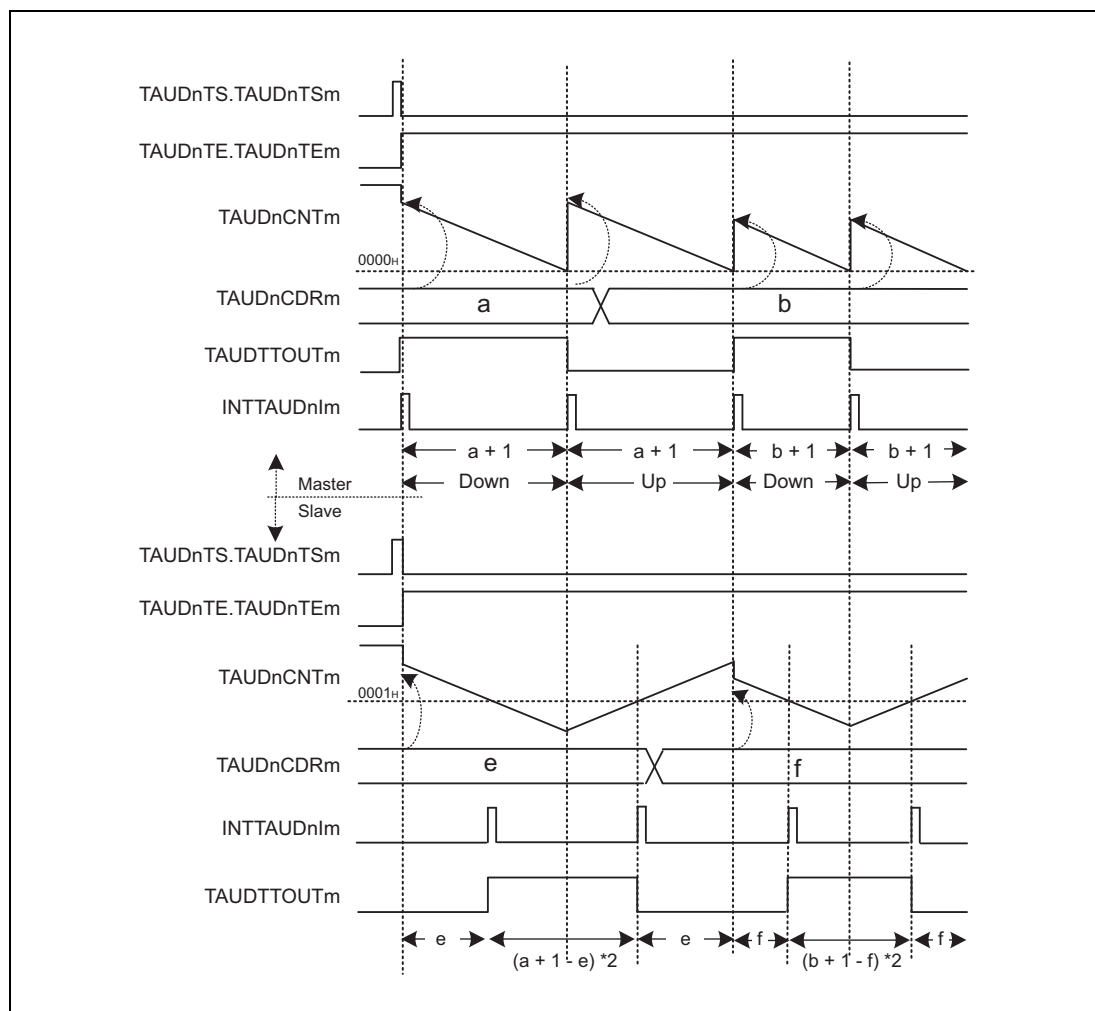 TAUDnTS.TAUDnTSm
TAUDnTE.TAUDnTEm
TAUDnCNTm
0000H
TAUDnCDRm
a
b
TAUDTTOUTm
INTTAUDnIm
a + 1
a + 1
b + 1
b + 1
Master
Down
Up
Down
Up
Slave
TAUDnTS.TAUDnTSm
TAUDnTE.TAUDnTEm
TAUDnCNTm
0001H
TAUDnCDRm
e
f
INTTAUDnIm
TAUDTTOUTm
e
e
f
f
(a + 1 - e) *2
(b + 1 - f) *2